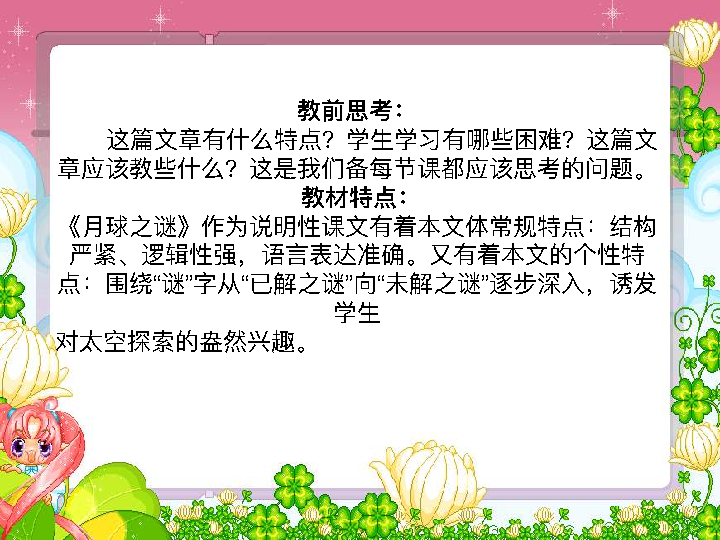 教前思考：
这篇文章有什么特点？学生学习有哪些困难？这篇文
章应该教些什么？这是我们备每节课都应该思考的问题。
教材特点：
《月球之谜》作为说明性课文有着本文体常规特点：结构
严紧、逻辑性强，语言表达准确。又有着本文的个性特
点：围绕“谜”字从“已解之谜”向“未解之谜”逐步深入，诱发
学生
对太空探索的盎然兴趣。